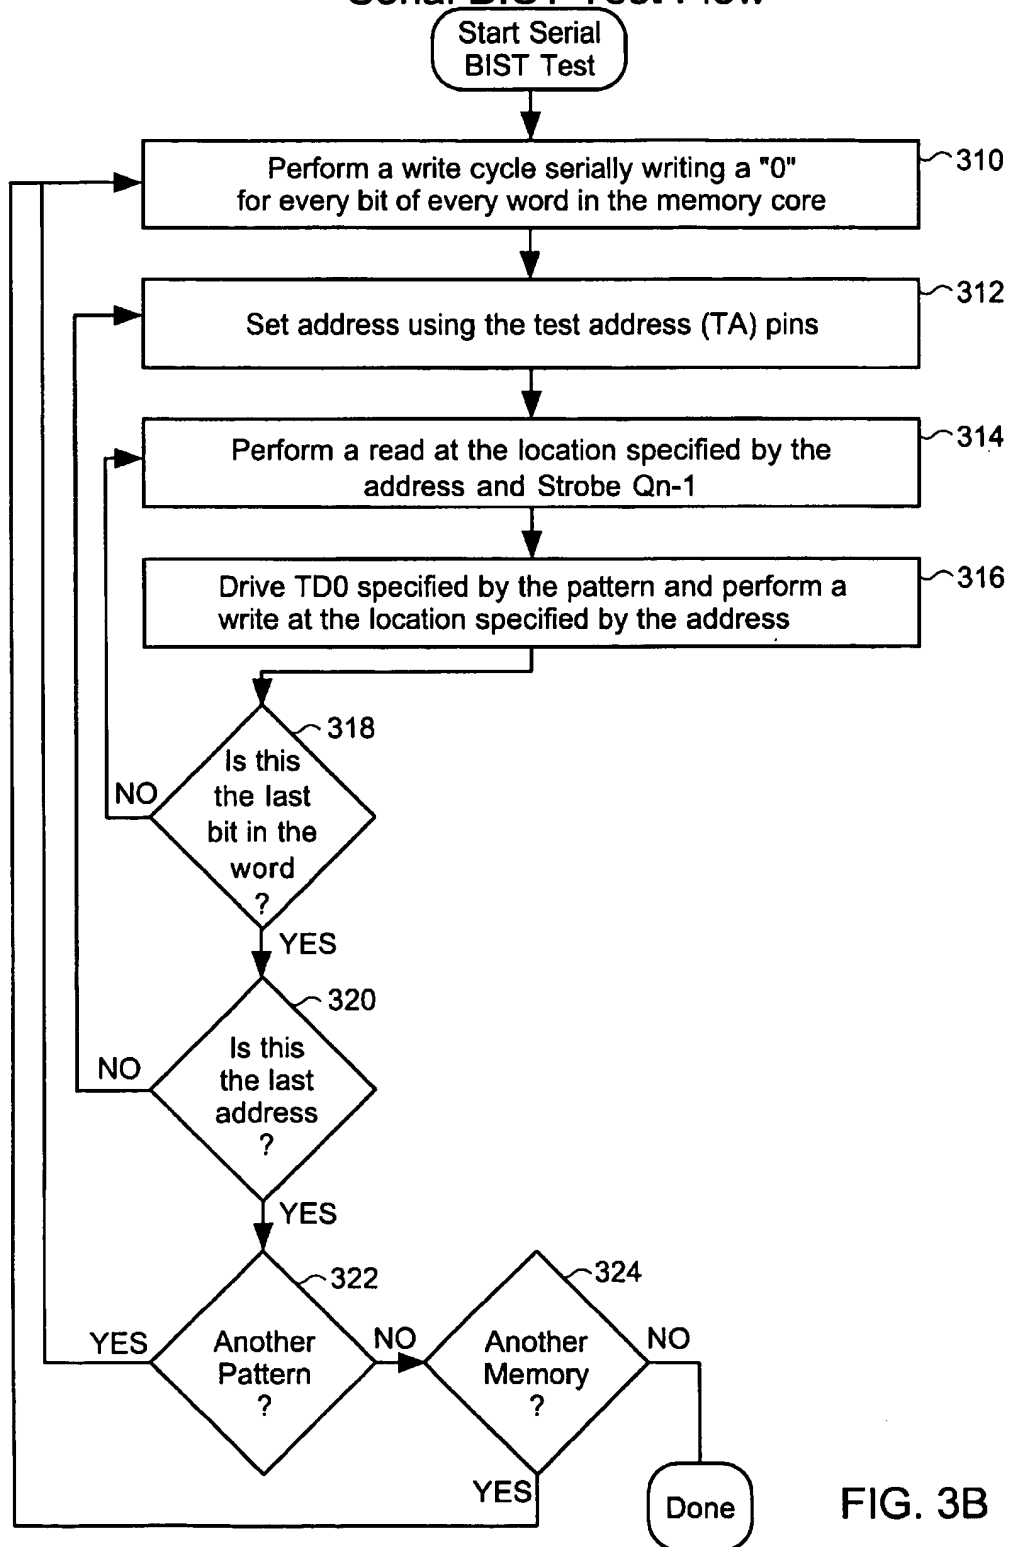 Serial BIST Test Flow
Start Serial
BIST Test
310
Perform a write cycle serially writing a "0"
for every bit of every word in the memory core
312
Set address using the test address (TA) pins
314
Perform a read at the location specified by the
address and Strobe Qn-1
316
Drive TD0 specified by the pattern and perform a
write at the location specified by the address
318
Is this
the last
bit in the
word
?
NO
YES
320
Is this
the last
address
?
NO
YES
322
324
Another
Pattern
?
YES
NO
Another
Memory
?
NO
YES
Done
FIG. 3B